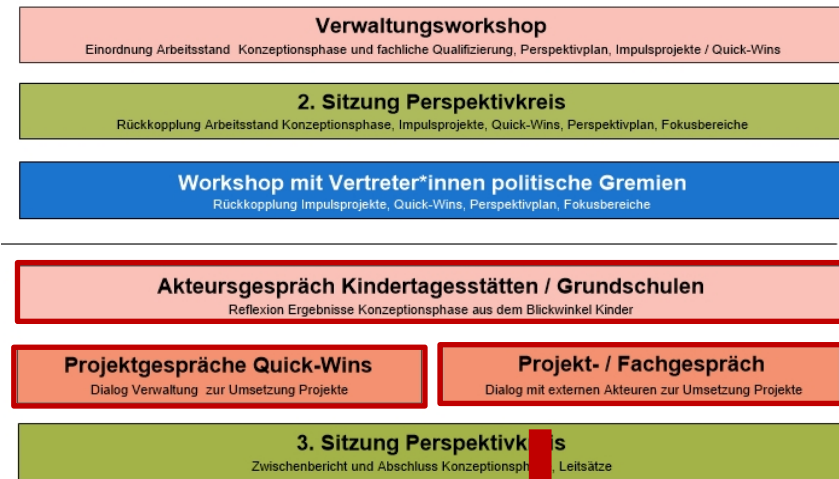 Verwaltungsworkshop
Einordnung Arbeitsstand Konzeptionsphase und fachliche Qualifizierung, Perspektivplan, Impulsprojekte / Quick-Wins
2. Sitzung Perspektivkreis
Rückkopplung Arbeitsstand Konzeptionsphase, Impulsprojekte, Quick-Wins, Perspektivplan, Fokusbereiche
Workshop mit Vertreter*innen politische Gremien
Rückkopplung Impulsprojekte, Quick-Wins, Perspektivplan, Fokusbereiche
Akteursgespräch Kindertagesstätten / Grundschulen
Reflexion Ergebnisse Konzeptionsphase aus dem Blickwinkel Kinder
Projektgespräche Quick-Wins
Dialog Verwaltung zur Umsetzung Projekte
Projekt- / Fachgespräch
Dialog mit externen Akteuren zur Umsetzung Projekte
3. Sitzung
Zwischenbericht und Abschluss , Leitsätze